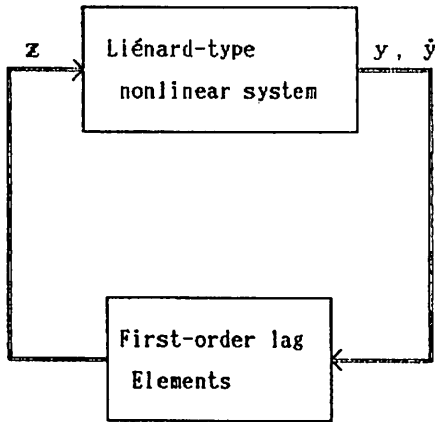 z
Liénard-type
nonlinear system
y , ẏ
First-order lag
Elements